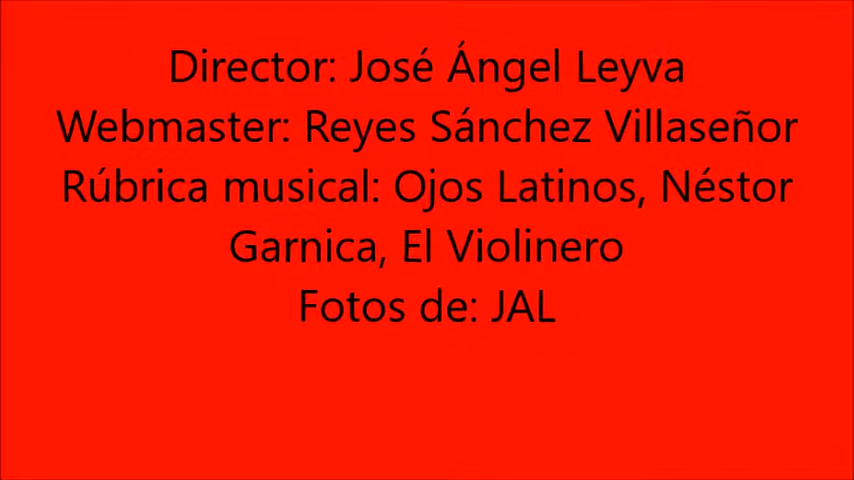 Director: José Ángel Leyva
Webmaster: Reyes Sánchez Villaseñor
Rúbrica musical: Ojos Latinos, Néstor
Garnica, El Violinero
Fotos de: JAL